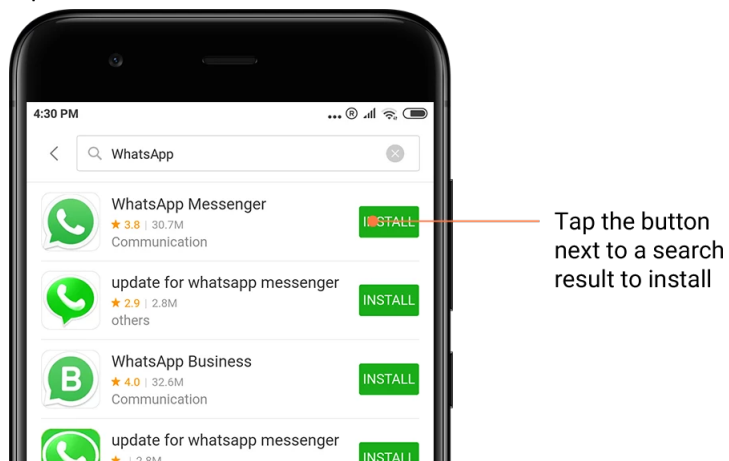 4:30 PM
WhatsApp
WhatsApp Messenger
3.8 | 30.7M
Communication
INSTALL
update for whatsapp messenger
2.9 | 2.8M
others
INSTALL
WhatsApp Business
4.0 | 32.6M
Communication
INSTALL
update for whatsapp messenger
2.8M
INSTALL
Tap the button
next to a search
result to install